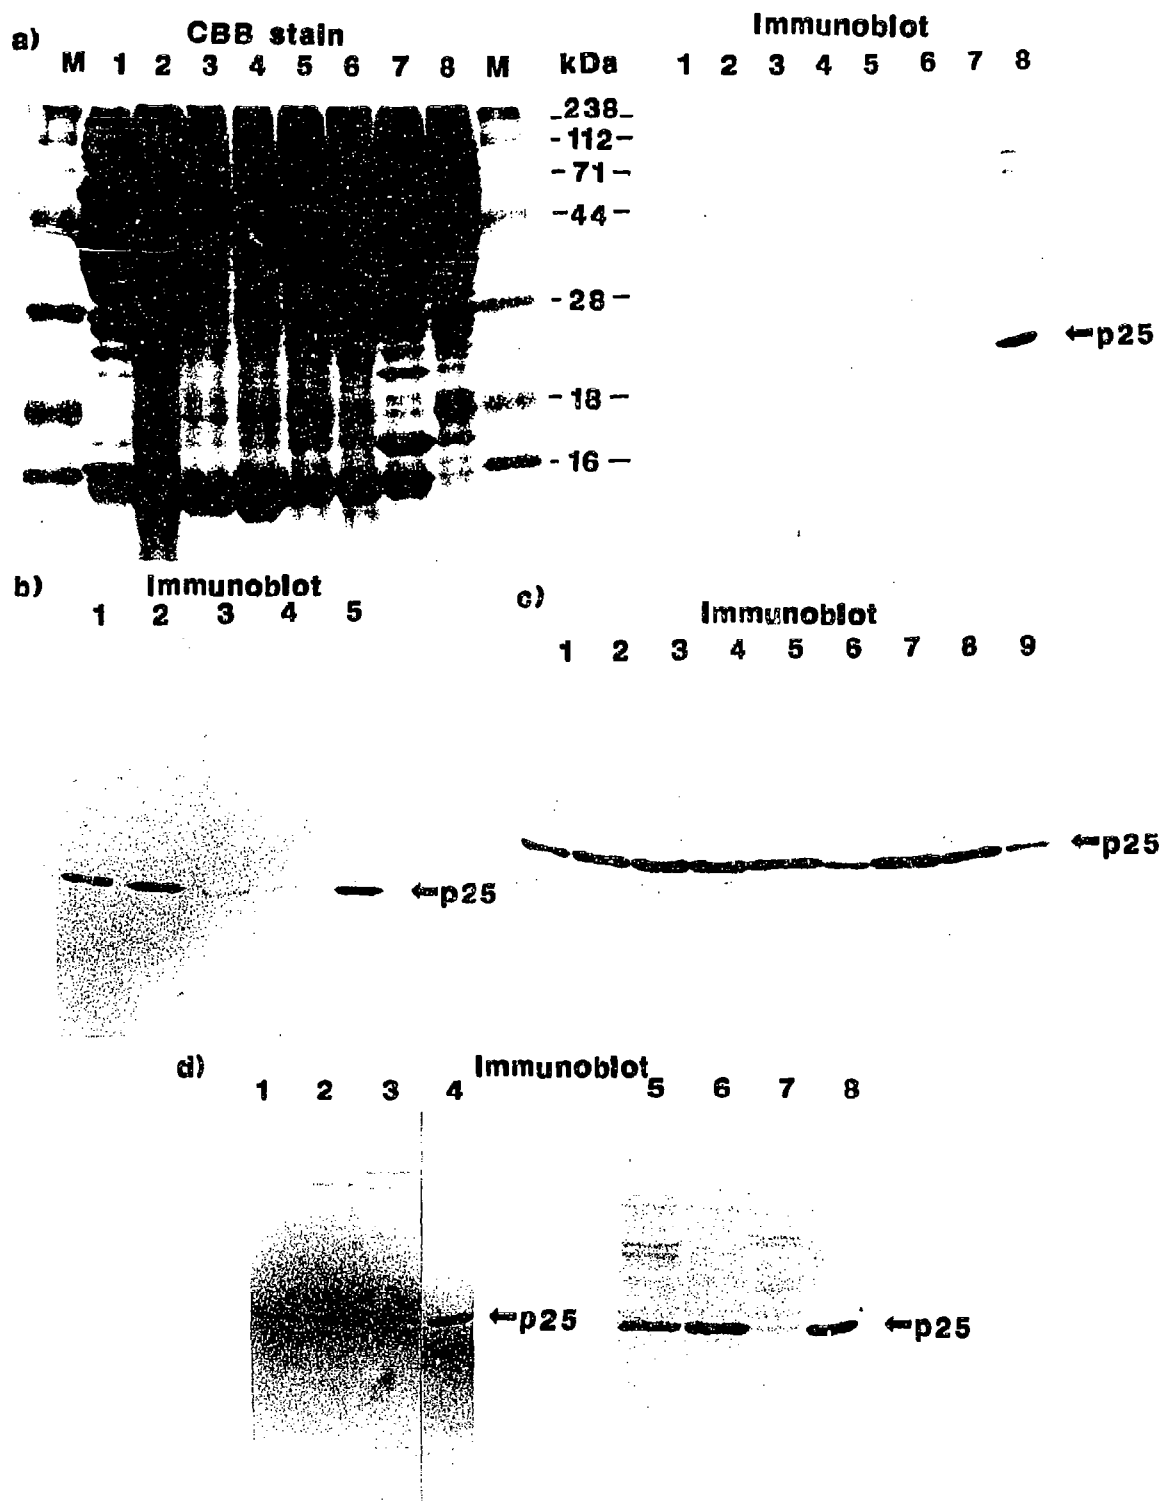 a) CBB stain Immunoblot
M 1 2 3 4 5 6 7 8 M kDa 1 2 3 4 5 6 7 8
-238-
-112-
-71-
-44-
-28-
←p25
-18-
-16-
b) Immunoblot
1 2 3 4 5
c) Immunoblot
1 2 3 4 5 6 7 8 9
←p25
←p25
d) Immunoblot
1 2 3 4 5 6 7 8
←p25 ←p25